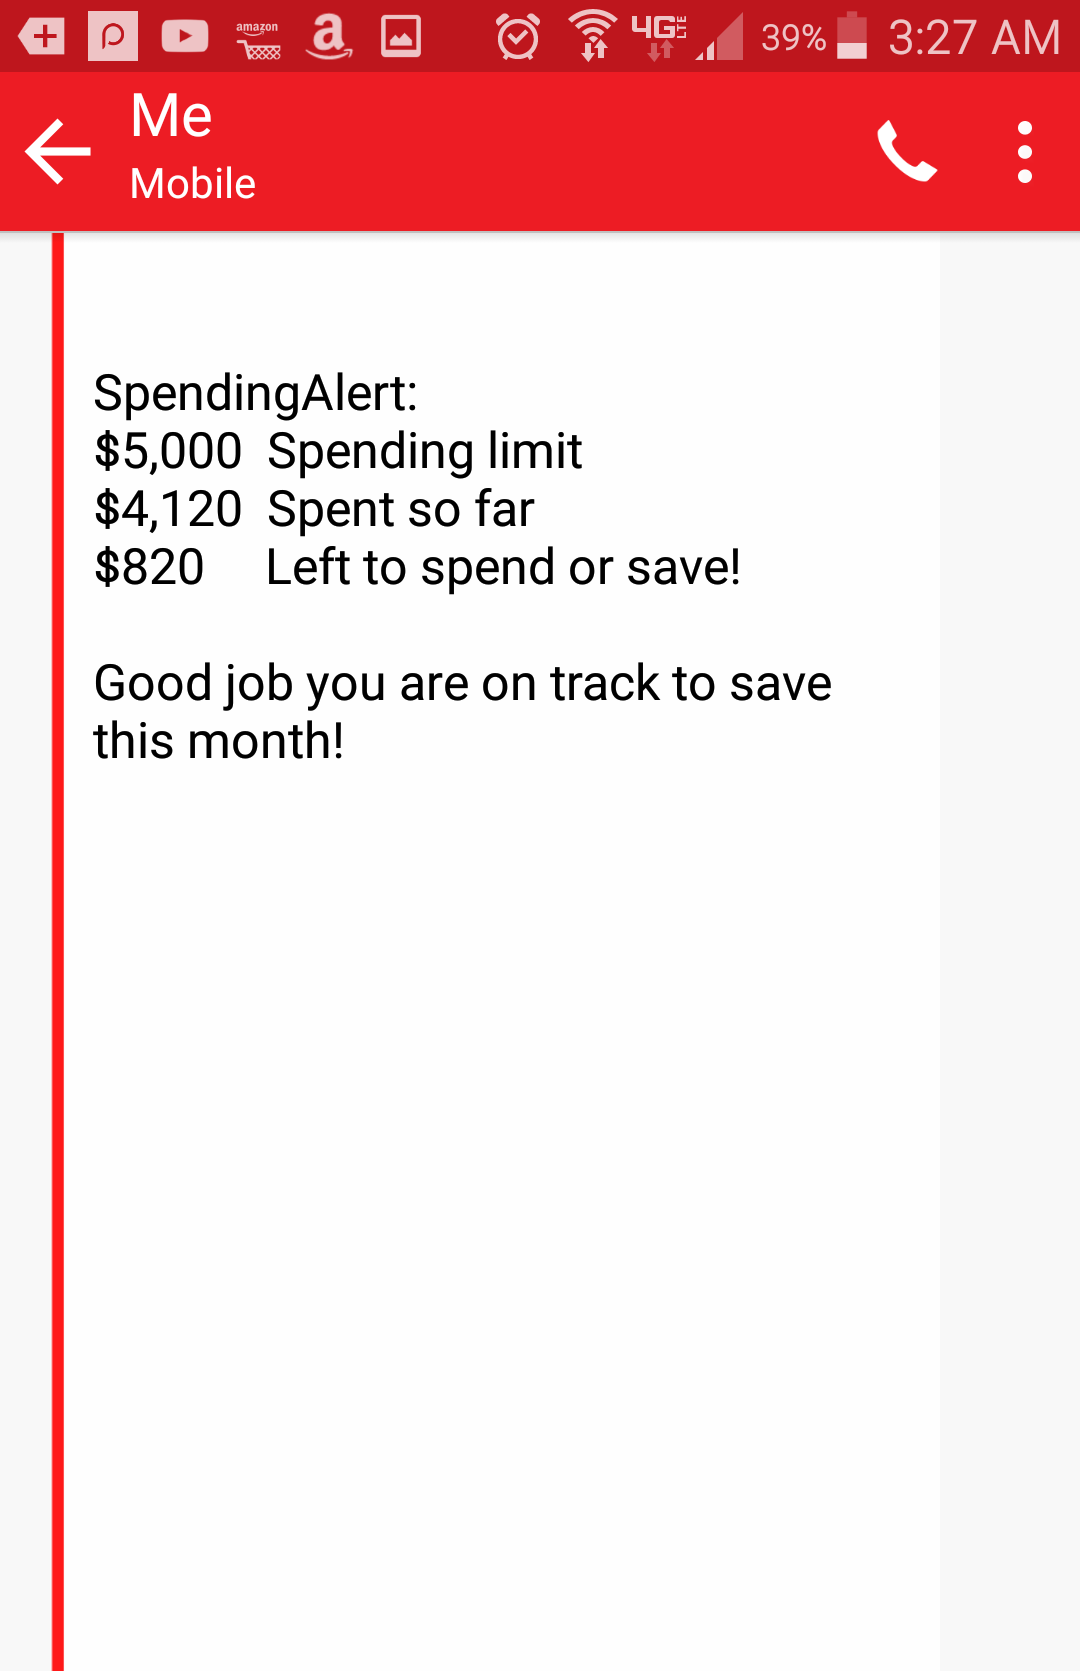 amazon
4G LTE 39% 3:27 AM
Me
Mobile
SpendingAlert:
$5,000 Spending limit
$4,120 Spent so far
$820 Left to spend or save!
Good job you are on track to save
this month!